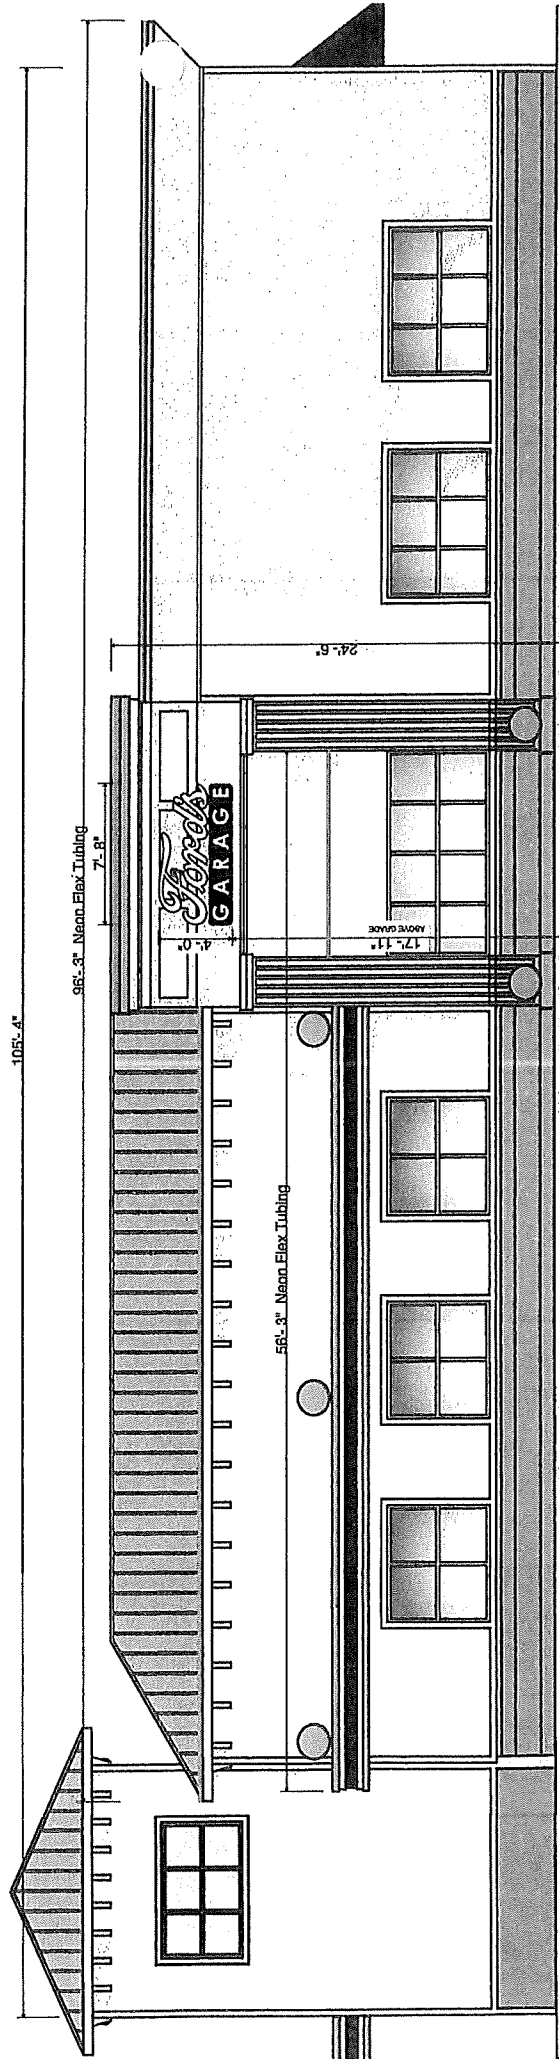 105'- 4"
96'- 3" Neon Flex Tubing
7'- 8"
Ford's
GARAGE
4'- 0"
24'- 6"
17'- 11"
ABOVE GRADE
56'- 3" Neon Flex Tubing